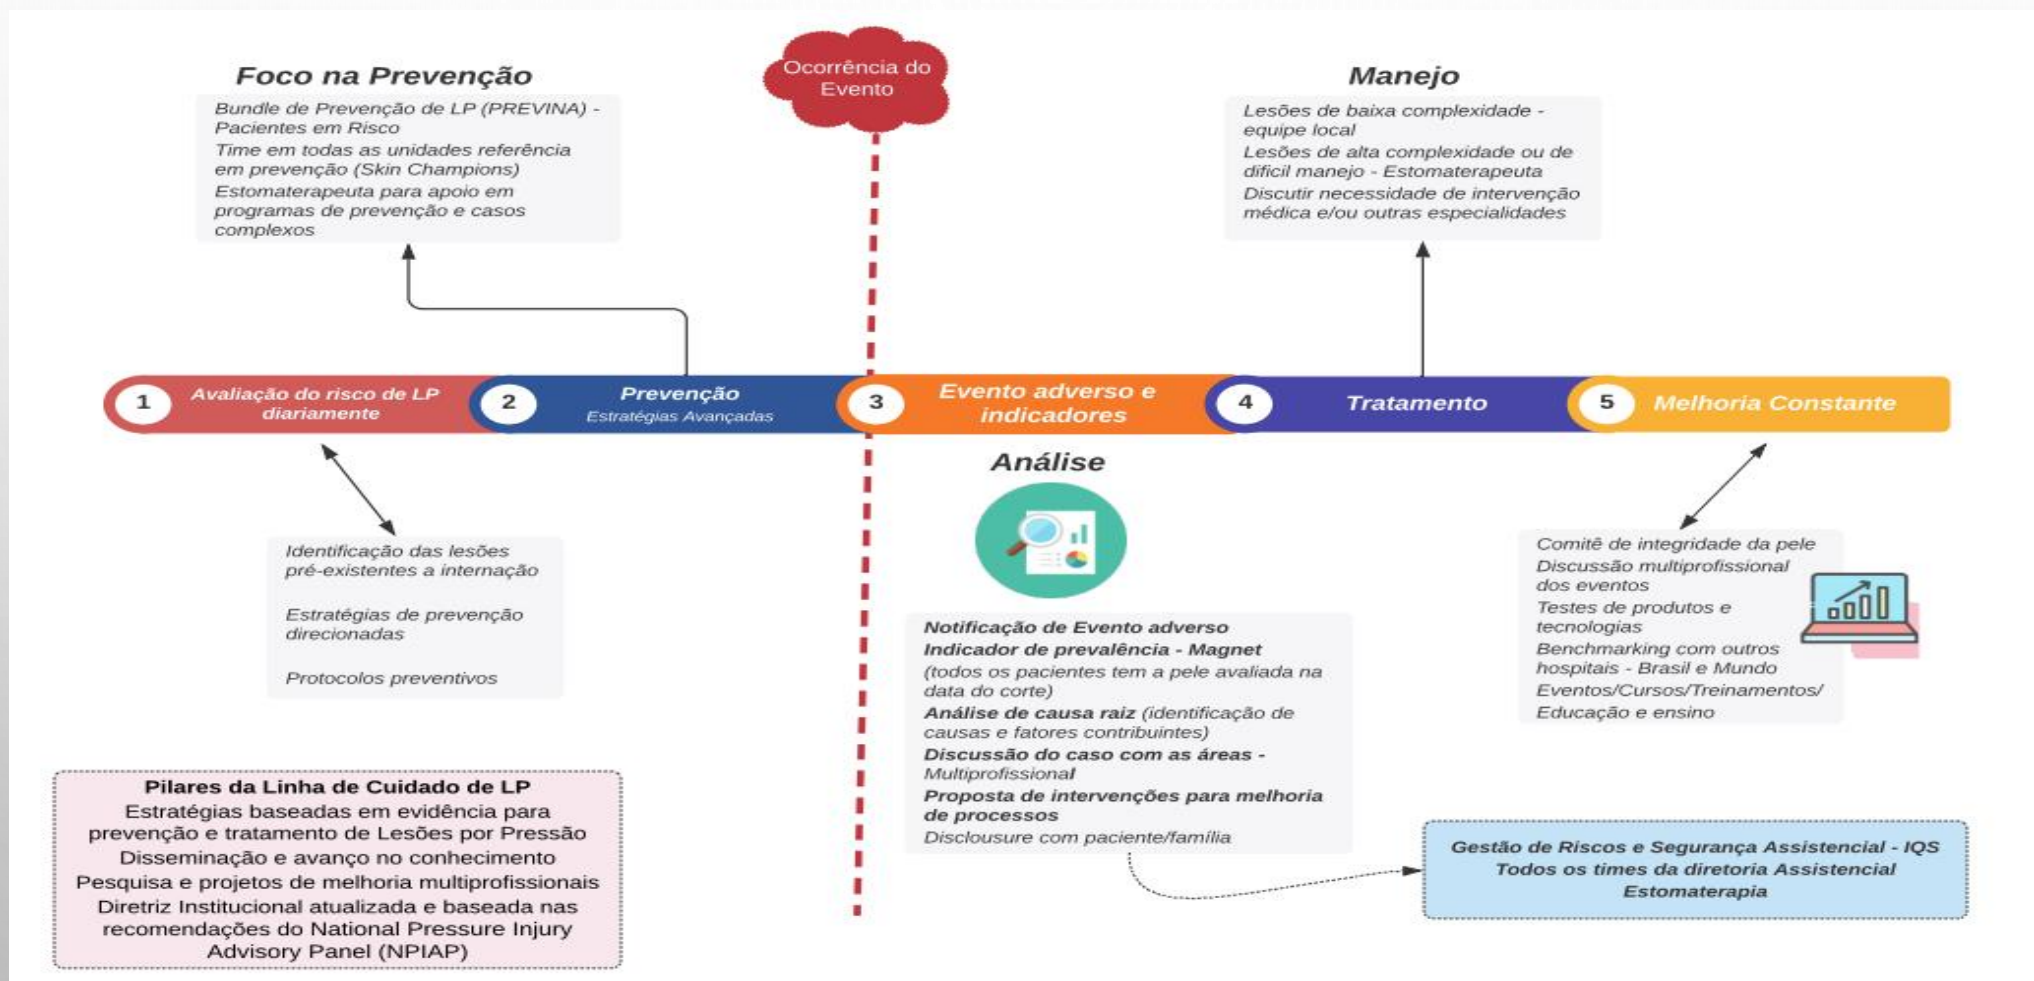 Foco na Prevenção
Bundle de Prevenção de LP (PREVINA) -
Pacientes em Risco
Time em todas as unidades referência
em prevenção (Skin Champions)
Estomaterapeuta para apoio em
programas de prevenção e casos
complexos
Ocorrência do
Evento
Manejo
Lesões de baixa complexidade -
equipe local
Lesões de alta complexidade ou de
dificil manejo - Estomaterapeuta
Discutir necessidade de intervenção
médica e/ou outras especialidades
1
Avaliação do risco de LP
diariamente
2
Prevenção
Estratégias Avançadas
3
Evento adverso e
indicadores
4
Tratamento
5
Melhoria Constante
Identificação das lesões
pré-existentes a internação
Estratégias de prevenção
direcionadas
Protocolos preventivos
Análise
Notificação de Evento adverso
Indicador de prevalência - Magnet
(todos os pacientes tem a pele avaliada na
data do corte)
Análise de causa raiz (identificação de
causas e fatores contribuintes)
Discussão do caso com as áreas -
Multiprofissional
Proposta de intervenções para melhoria
de processos
Disclousure com paciente/família
Comitê de integridade da pele
Discussão multiprofissional
dos eventos
Testes de produtos e
tecnologias
Benchmarking com outros
hospitais - Brasil e Mundo
Eventos/Cursos/Treinamentos/
Educação e ensino
Pilares da Linha de Cuidado de LP
Estratégias baseadas em evidência para
prevenção e tratamento de Lesões por Pressão
Disseminação e avanço no conhecimento
Pesquisa e projetos de melhoria multiprofissionais
Diretriz Institucional atualizada e baseada nas
recomendações do National Pressure Injury
Advisory Panel (NPIAP)
Gestão de Riscos e Segurança Assistencial - IQS
Todos os times da diretoria Assistencial
Estomaterapia